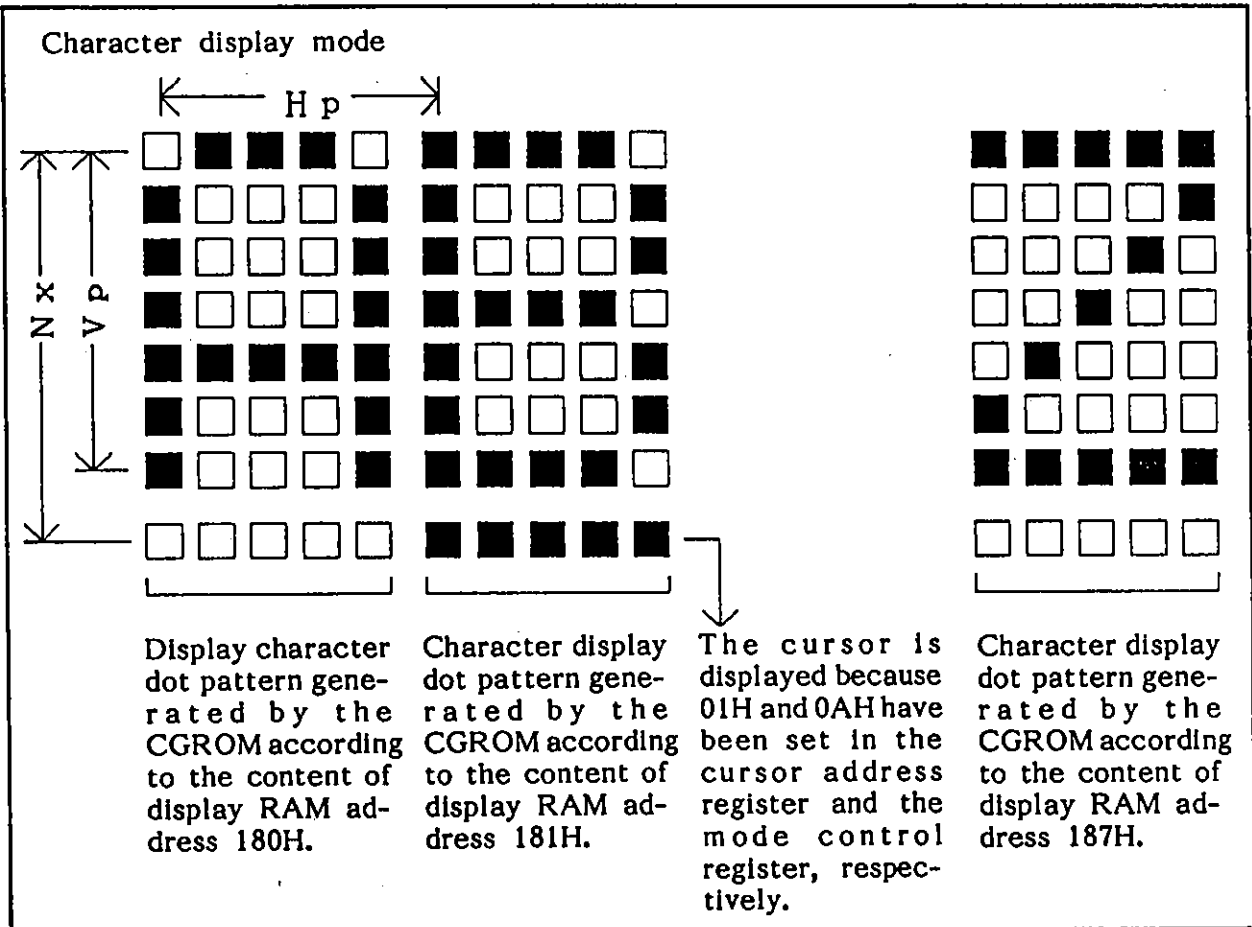 Character display mode
H p
N x
V p
Display character
dot pattern gene-
rated by the
CGROM according
to the content of
display RAM ad-
dress 180H.
Character display
dot pattern gene-
rated by the
CGROM according
to the content of
display RAM ad-
dress 181H.
The cursor is
displayed because
01H and 0AH have
been set in the
cursor address
register and the
mode control
register, respec-
tively.
Character display
dot pattern gene-
rated by the
CGROM according
to the content of
display RAM ad-
dress 187H.